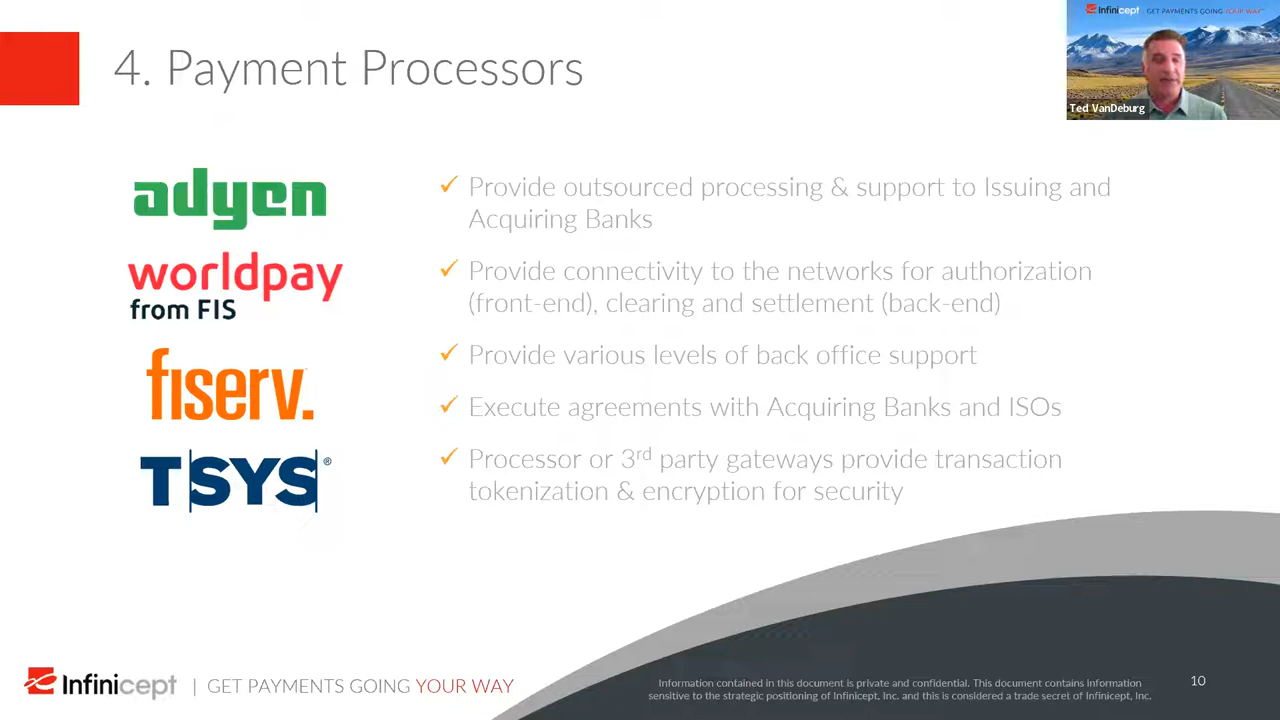 4. Payment Processors
Infinicept GET PAYMENTS GOING YOUR WAY
Ted VanDeburg
adyen
worldpay
from FIS
fiserv.
TSYS®
✓ Provide outsourced processing & support to Issuing and
Acquiring Banks
✓ Provide connectivity to the networks for authorization
(front-end), clearing and settlement (back-end)
✓ Provide various levels of back office support
✓ Execute agreements with Acquiring Banks and ISOs
✓ Processor or 3rd party gateways provide transaction
tokenization & encryption for security
Infinicept | GET PAYMENTS GOING YOUR WAY
Information contained in this document is private and confidential. This document contains information
sensitive to the strategic positioning of Infinicept, Inc. and this is considered a trade secret of Infinicept, Inc.
10